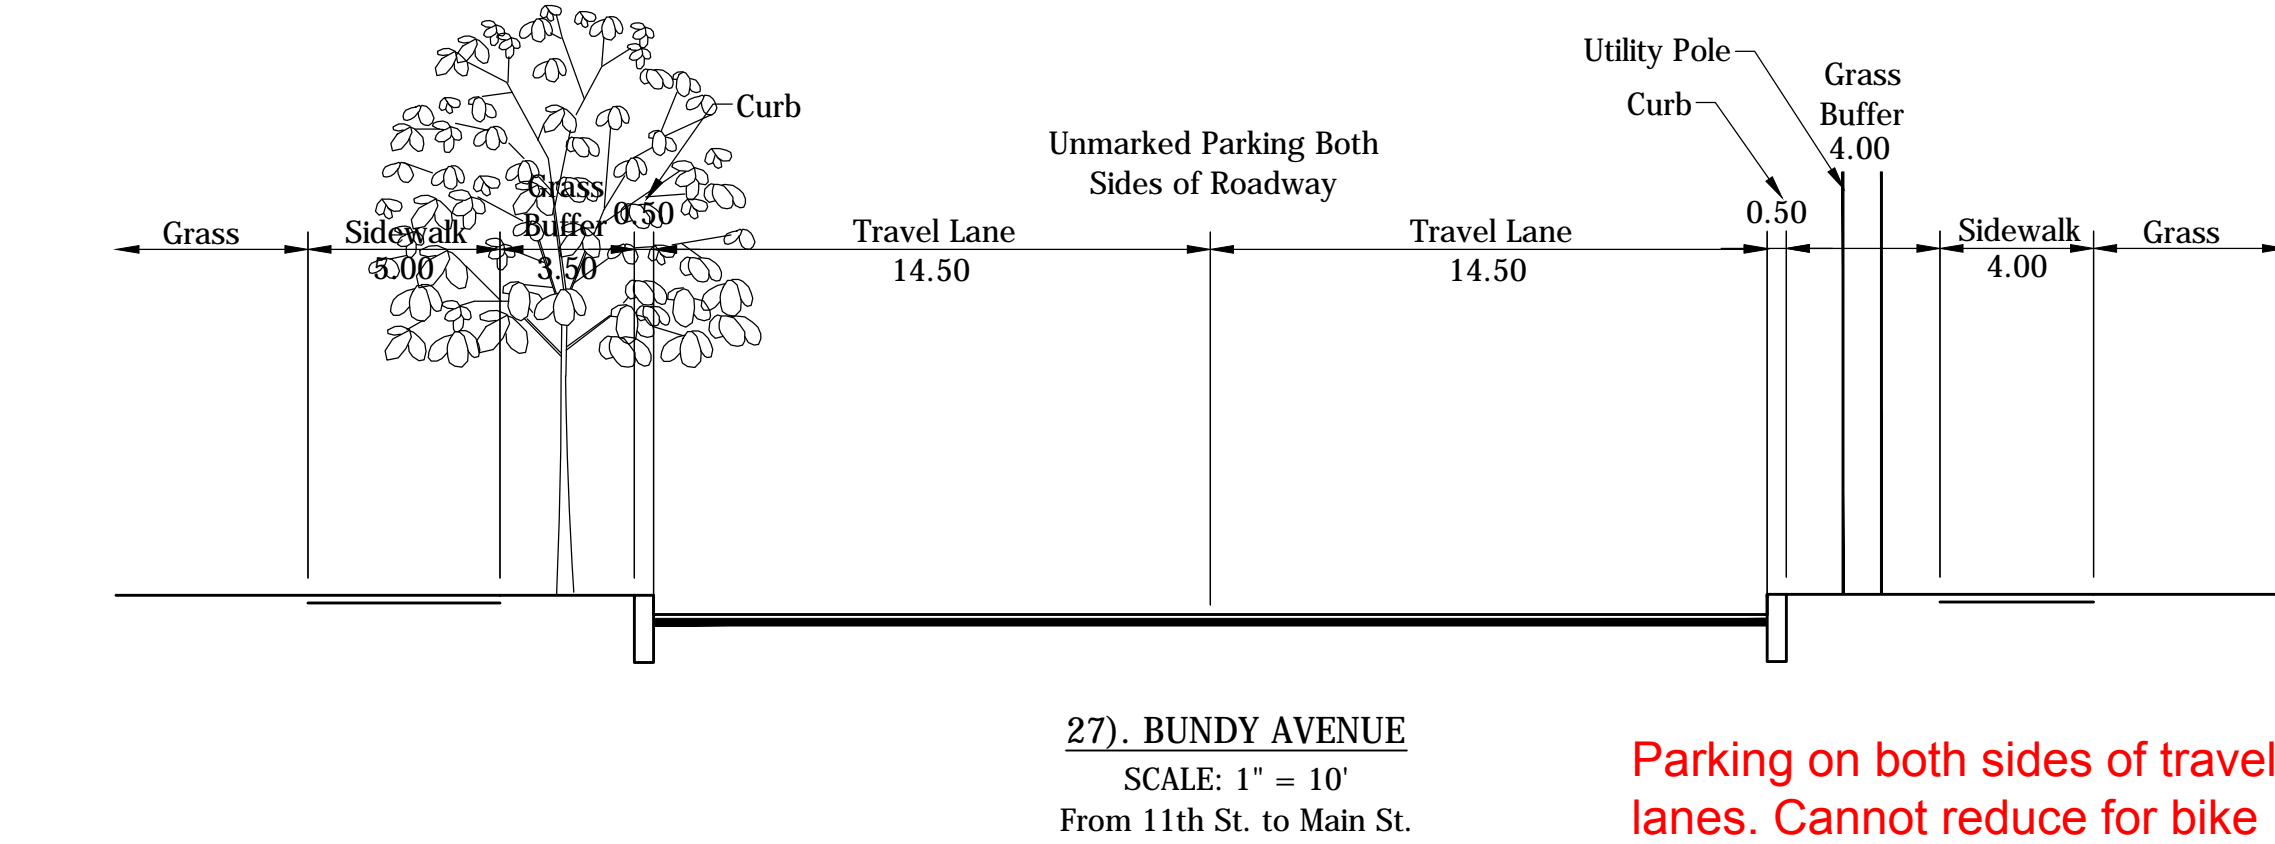 Utility Pole
Grass
Buffer
4.00
Curb
Curb
Unmarked Parking Both
Sides of Roadway
Grass
Buffer
0.50
0.50
Grass
Sidewalk
5.00
3.50
Travel Lane
14.50
Travel Lane
14.50
Sidewalk
4.00
Grass
27). BUNDY AVENUE
SCALE: 1" = 10'
From 11th St. to Main St.
Parking on both sides of travel
lanes. Cannot reduce for bike